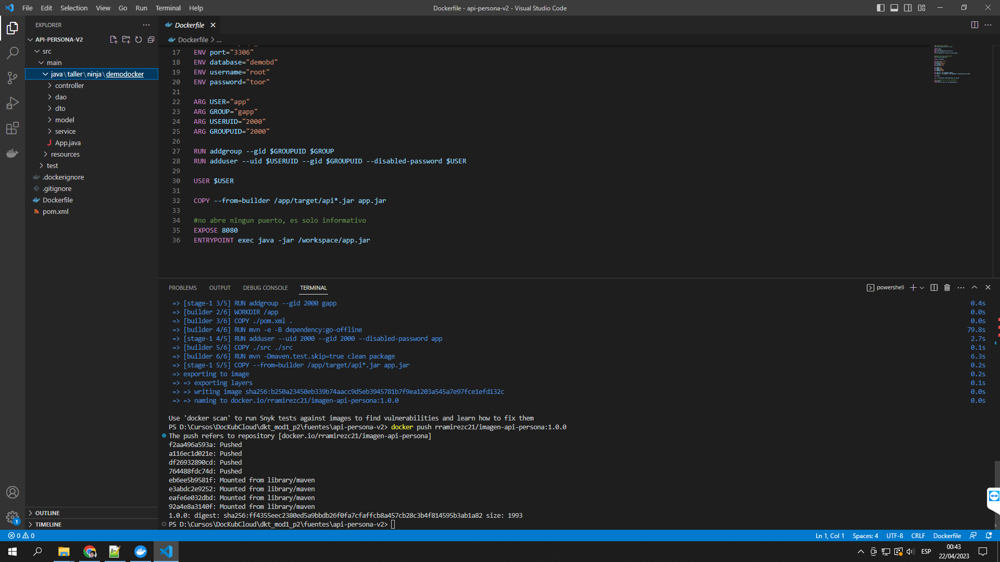 File Edit Selection View Go Run Terminal Help
Dockerfile - api-persona-v2 - Visual Studio Code
EXPLORER
API-PERSONA-V2
src
main
java\taller\ninja\demodocker
controller
dao
dto
model
service
App.java
resources
test
.dockerignore
.gitignore
Dockerfile
pom.xml
OUTLINE
TIMELINE
Dockerfile
Dockerfile > ...
17 ENV port="3306"
18 ENV database="demobd"
19 ENV username="root"
20 ENV password="toor"
21
22 ARG USER="app"
23 ARG GROUP="gapp"
24 ARG USERUID="2000"
25 ARG GROUPUID="2000"
26
27 RUN addgroup --gid $GROUPUID $GROUP
28 RUN adduser --uid $USERUID --gid $GROUPUID --disabled-password $USER
29
30 USER $USER
31
32 COPY --from=builder /app/target/api*.jar app.jar
33
34 #no abre ningun puerto, es solo informativo
35 EXPOSE 8080
36 ENTRYPOINT exec java -jar /workspace/app.jar
PROBLEMS OUTPUT DEBUG CONSOLE TERMINAL
powershell
=> [stage-1 3/5] RUN addgroup --gid 2000 gapp 0.4s
=> [builder 2/6] WORKDIR /app 0.0s
=> [builder 3/6] COPY ./pom.xml . 0.0s
=> [builder 4/6] RUN mvn -e -B dependency:go-offline 79.8s
=> [stage-1 4/5] RUN adduser --uid 2000 --gid 2000 --disabled-password app 2.7s
=> [builder 5/6] COPY ./src ./src 0.1s
=> [builder 6/6] RUN mvn -Dmaven.test.skip=true clean package 6.3s
=> [stage-1 5/5] COPY --from=builder /app/target/api*.jar app.jar 0.2s
=> exporting to image 0.2s
=> => exporting layers 0.1s
=> => writing image sha256:b250a23450eb339b74aacc9d5eb3945781b7f9ea1203a545a7e97fce1efd132c 0.0s
=> => naming to docker.io/rramirezc21/imagen-api-persona:1.0.0 0.0s
Use 'docker scan' to run Snyk tests against images to find vulnerabilities and learn how to fix them
PS D:\Cursos\DocKubCloud\dkt_mod1_p2\fuentes\api-persona-v2> docker push rramirezc21/imagen-api-persona:1.0.0
The push refers to repository [docker.io/rramirezc21/imagen-api-persona]
f2aa496a593a: Pushed
a116ec1d021e: Pushed
df26932890cd: Pushed
764488fdc74d: Pushed
eb6ee5b9581f: Mounted from library/maven
e3abdc2e9252: Mounted from library/maven
eafe6e032dbd: Mounted from library/maven
92a4e8a3140f: Mounted from library/maven
1.0.0: digest: sha256:ff4355eec2380ed5a9bbdb26f0fa7cfaffcb8a457cb28c3b4f814595b3ab1a82 size: 1993
PS D:\Cursos\DocKubCloud\dkt_mod1_p2\fuentes\api-persona-v2>
1
0 0
Ln 1, Col 1 Spaces: 4 UTF-8 CRLF Dockerfile
ESP
00:43
22/04/2023